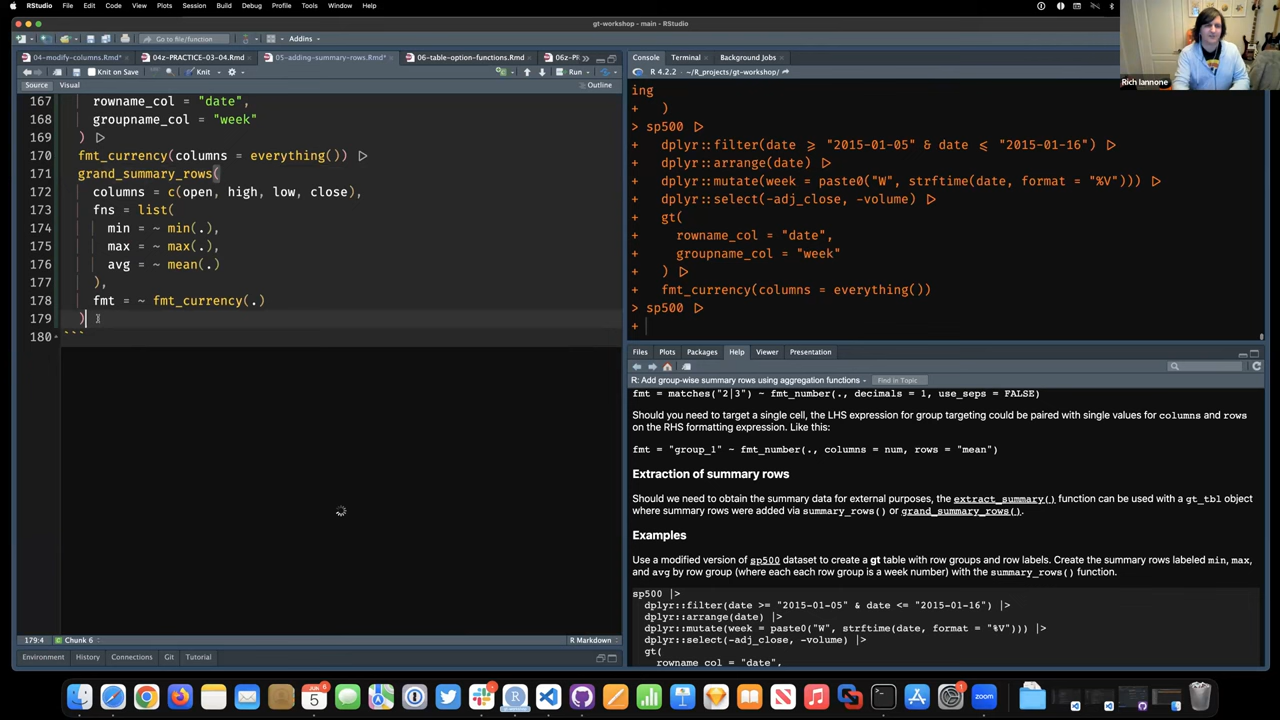 RStudio File Edit Code View Plots Session Build Debug Profile Tools Window Help
gt-workshop - main - RStudio
Go to file/function Addins
04-modify-columns.Rmd* 04z-PRACTICE-03-04.Rmd 05-adding-summary-rows.Rmd* 06-table-option-functions.Rmd
Knit on Save Knit Run
Source Visual Outline
167 rowname_col = "date",
168 groupname_col = "week"
169 ) |>
170 fmt_currency(columns = everything()) |>
171 grand_summary_rows(
172 columns = c(open, high, low, close),
173 fns = list(
174 min = ~ min(.),
175 max = ~ max(.),
176 avg = ~ mean(.)
177 ),
178 fmt = ~ fmt_currency(.)
179 )
180 ```
179:4 Chunk 6 R Markdown
Environment History Connections Git Tutorial
Console Terminal Background Jobs
R 4.2.2 · ~/R_projects/gt-workshop/
ing
+ )
> sp500 |>
+ dplyr::filter(date >= "2015-01-05" & date <= "2015-01-16") |>
+ dplyr::arrange(date) |>
+ dplyr::mutate(week = paste0("W", strftime(date, format = "%V"))) |>
+ dplyr::select(-adj_close, -volume) |>
+ gt(
+ rowname_col = "date",
+ groupname_col = "week"
+ ) |>
+ fmt_currency(columns = everything())
> sp500 |>
+
Files Plots Packages Help Viewer Presentation
R: Add group-wise summary rows using aggregation functions Find in Topic
fmt = matches("2|3") ~ fmt_number(., decimals = 1, use_seps = FALSE)
Should you need to target a single cell, the LHS expression for group targeting could be paired with single values for columns and rows
on the RHS formatting expression. Like this:
fmt = "group_1" ~ fmt_number(., columns = num, rows = "mean")
Extraction of summary rows
Should we need to obtain the summary data for external purposes, the extract_summary() function can be used with a gt_tbl object
where summary rows were added via summary_rows() or grand_summary_rows().
Examples
Use a modified version of sp500 dataset to create a gt table with row groups and row labels. Create the summary rows labeled min, max,
and avg by row group (where each each row group is a week number) with the summary_rows() function.
sp500 |>
dplyr::filter(date >= "2015-01-05" & date <= "2015-01-16") |>
dplyr::arrange(date) |>
dplyr::mutate(week = paste0("W", strftime(date, format = "%V"))) |>
dplyr::select(-adj_close, -volume) |>
gt(
rowname_col = "date",
Rich Iannone
JUN
5
zoom